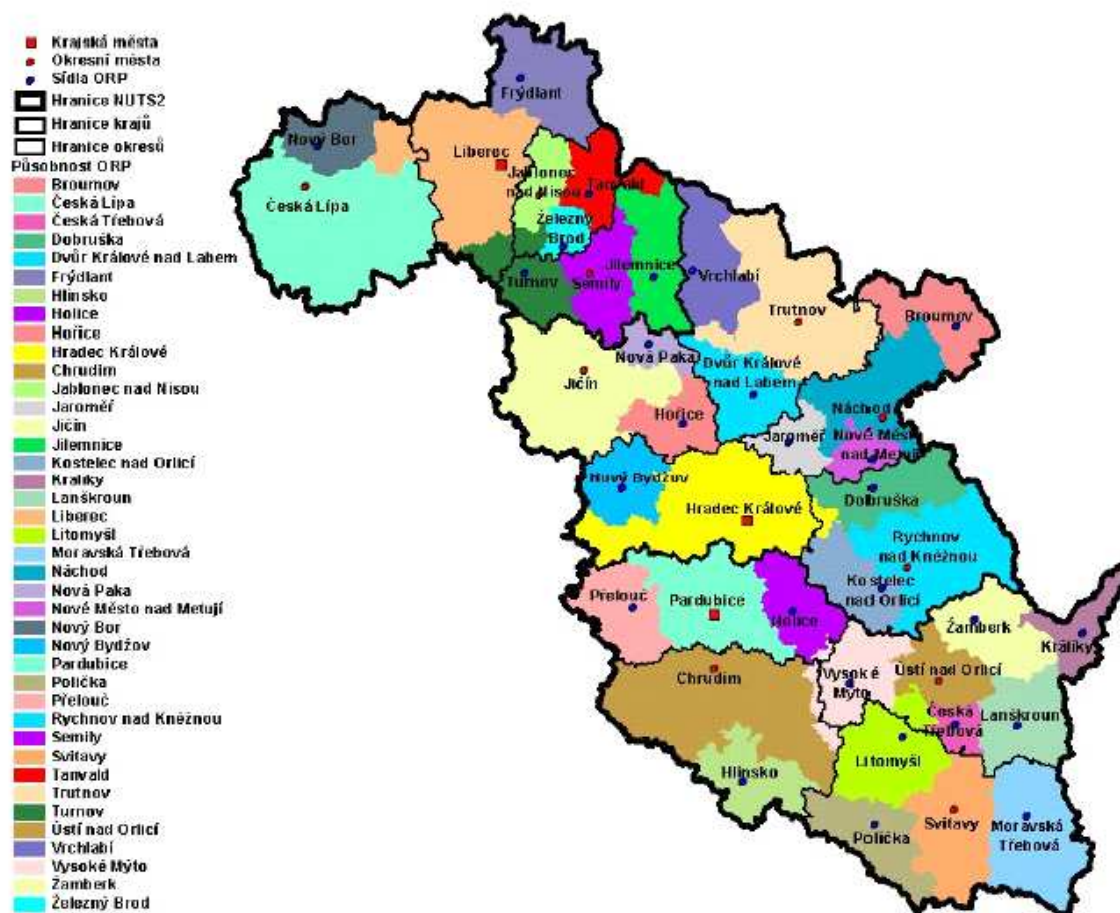 Krajská města
Okresní města
Sídla ORP
Hranice NUTS2
Hranice krajů
Hranice okresů
Působnost ORP
Broumov
Česká Lípa
Česká Třebová
Dobruška
Dvůr Králové nad Labem
Frýdlant
Hlinsko
Holice
Hořice
Hradec Králové
Chrudim
Jablonec nad Nisou
Jaroměř
Jičín
Jilemnice
Kostelec nad Orlicí
Králíky
Lanškroun
Liberec
Litomyšl
Moravská Třebová
Náchod
Nová Paka
Nové Město nad Metují
Nový Bor
Nový Bydžov
Pardubice
Polička
Přelouč
Rychnov nad Kněžnou
Semily
Svitavy
Tanvald
Trutnov
Turnov
Ústí nad Orlicí
Vrchlabí
Vysoké Mýto
Žamberk
Železný Brod
Frýdlant
Nový Bor
Liberec
Jablonec
nad Nisou
Tanvald
Česká Lípa
Železný
Brod
Turnov
Semily
Jilemnice
Vrchlabí
Trutnov
Broumov
Nová Paka
Jičín
Dvůr Králové
nad Labem
Hořice
Náchod
Jaroměř
Nové Město
nad Metují
Nový Bydžov
Hradec Králové
Dobruška
Rychnov
nad Kněžnou
Kostelec
nad Orlicí
Přelouč
Pardubice
Holice
Žamberk
Králíky
Chrudim
Vysoké
Mýto
Ústí nad Orlicí
Česká
Třebová
Lanškroun
Litomyšl
Hlinsko
Polička
Svitavy
Moravská
Třebová